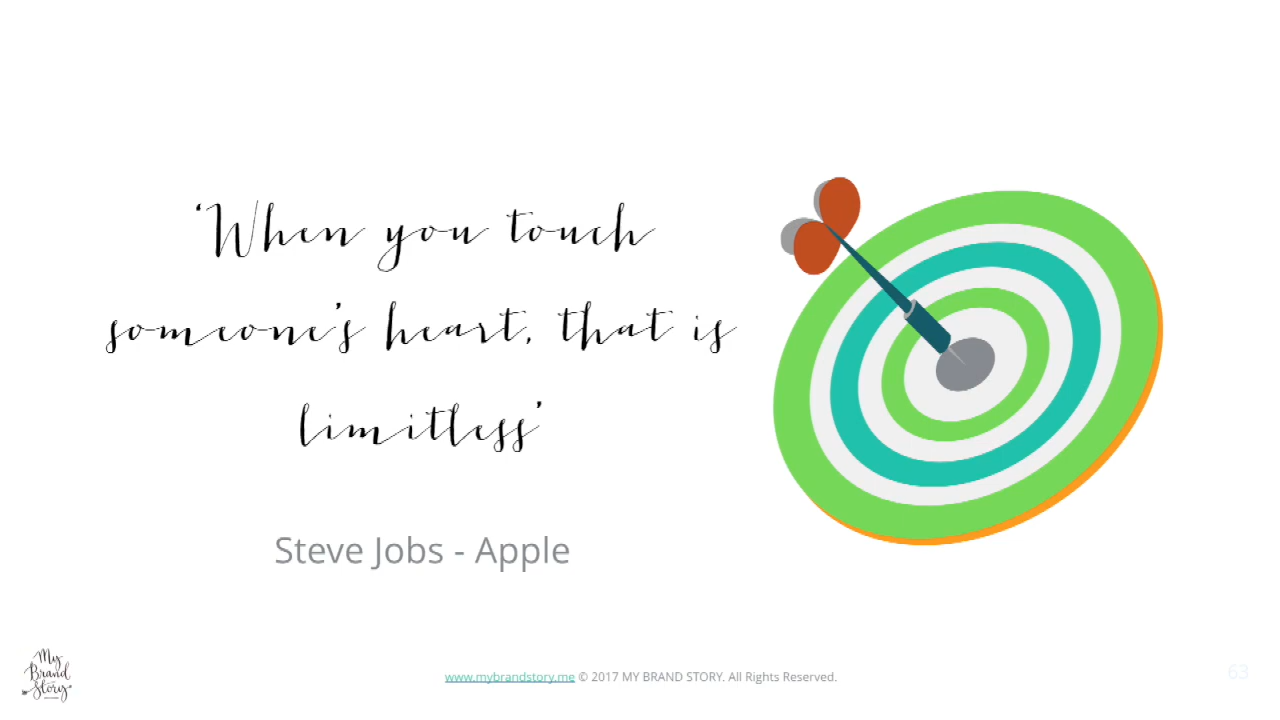 ‘When you touch
someone’s heart, that is
limitless’
Steve Jobs - Apple
My
Brand
Story
www.mybrandstory.me © 2017 MY BRAND STORY. All Rights Reserved.
63